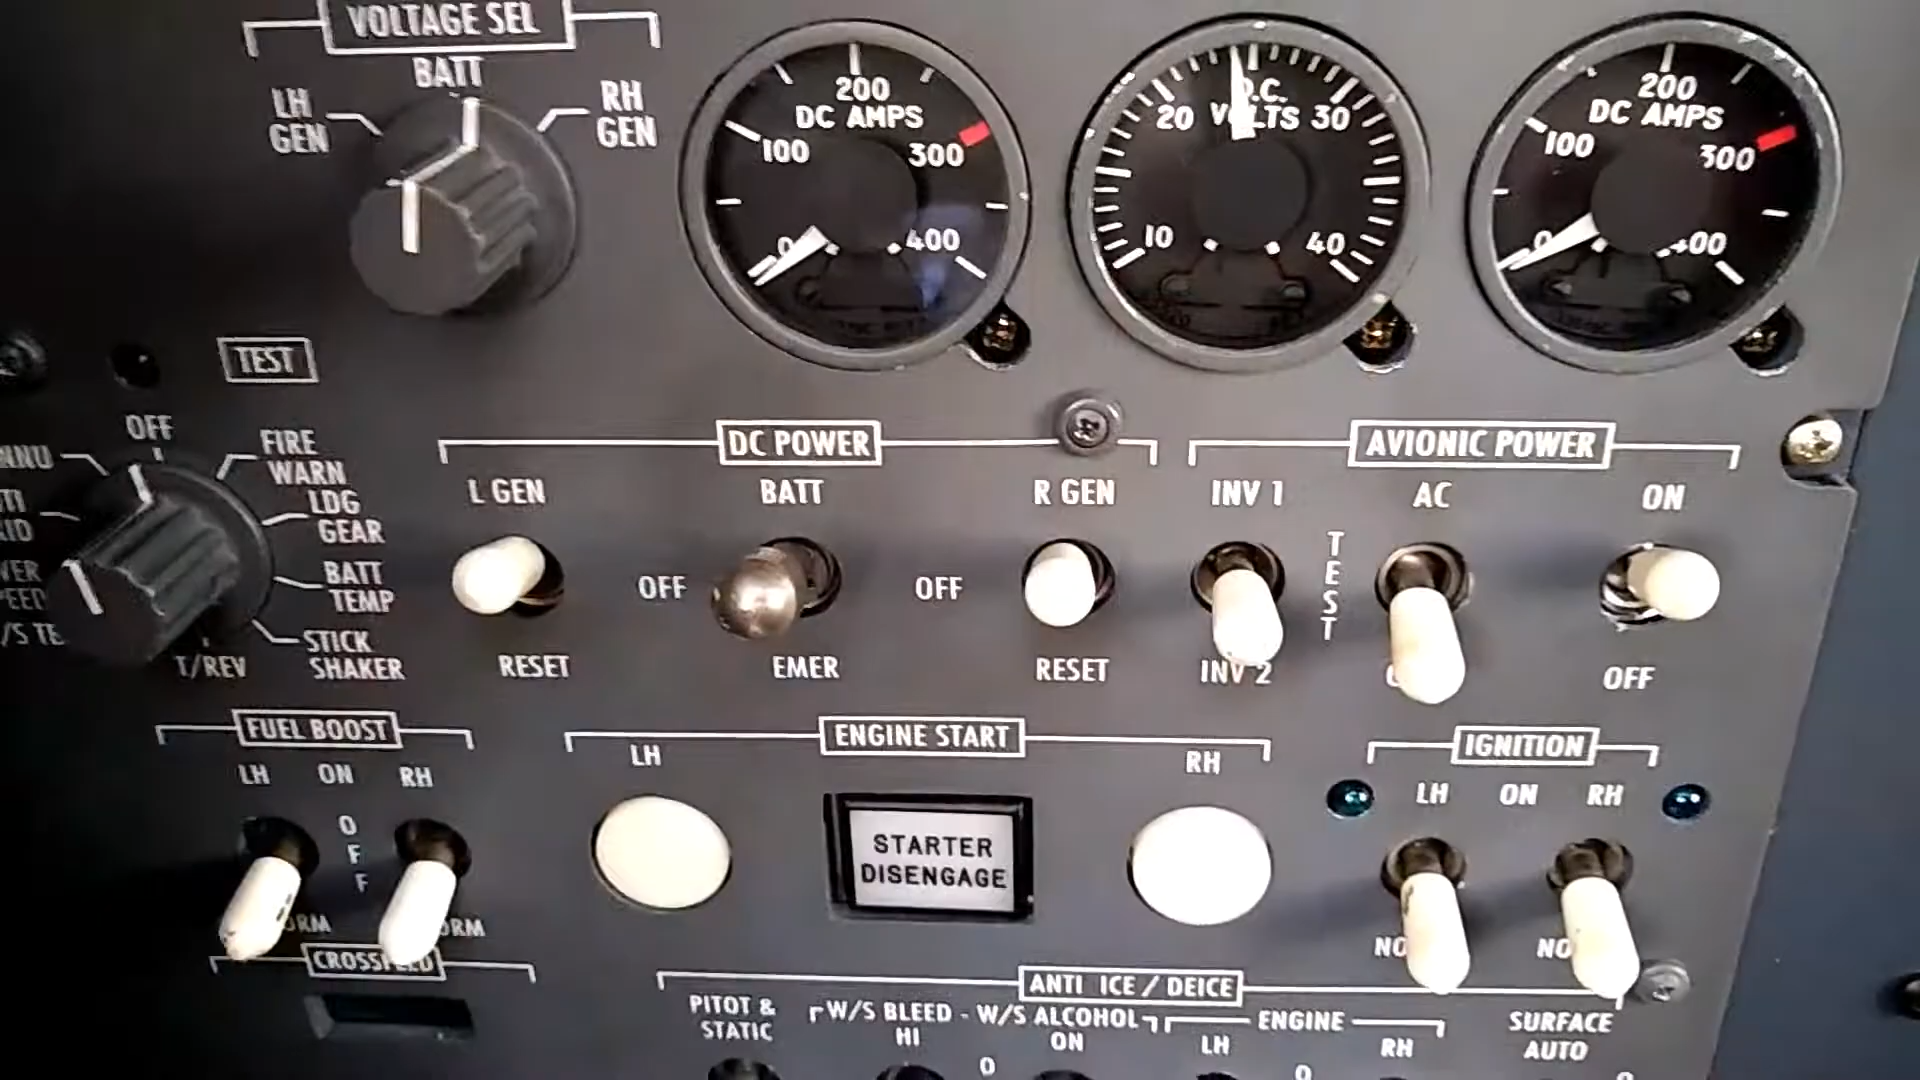 VOLTAGE SEL
BATT
LH
GEN
RH
GEN
200
DC AMPS
100
300
0
400
D.C.
20 VOLTS 30
10
40
200
DC AMPS
100
300
0
TEST
OFF
FIRE
WARN
LDG
GEAR
BATT
TEMP
STICK
SHAKER
T/REV
DC POWER
L GEN
BATT
R GEN
OFF
OFF
RESET
EMER
RESET
AVIONIC POWER
INV 1
AC
ON
TEST
INV 2
OFF
FUEL BOOST
LH
ON
RH
OFF
CROSSFEED
ENGINE START
LH
RH
STARTER
DISENGAGE
IGNITION
LH
ON
RH
ANTI ICE / DEICE
PITOT &
STATIC
W/S BLEED - W/S ALCOHOL
HI
ON
O
ENGINE
LH
RH
O
SURFACE
AUTO